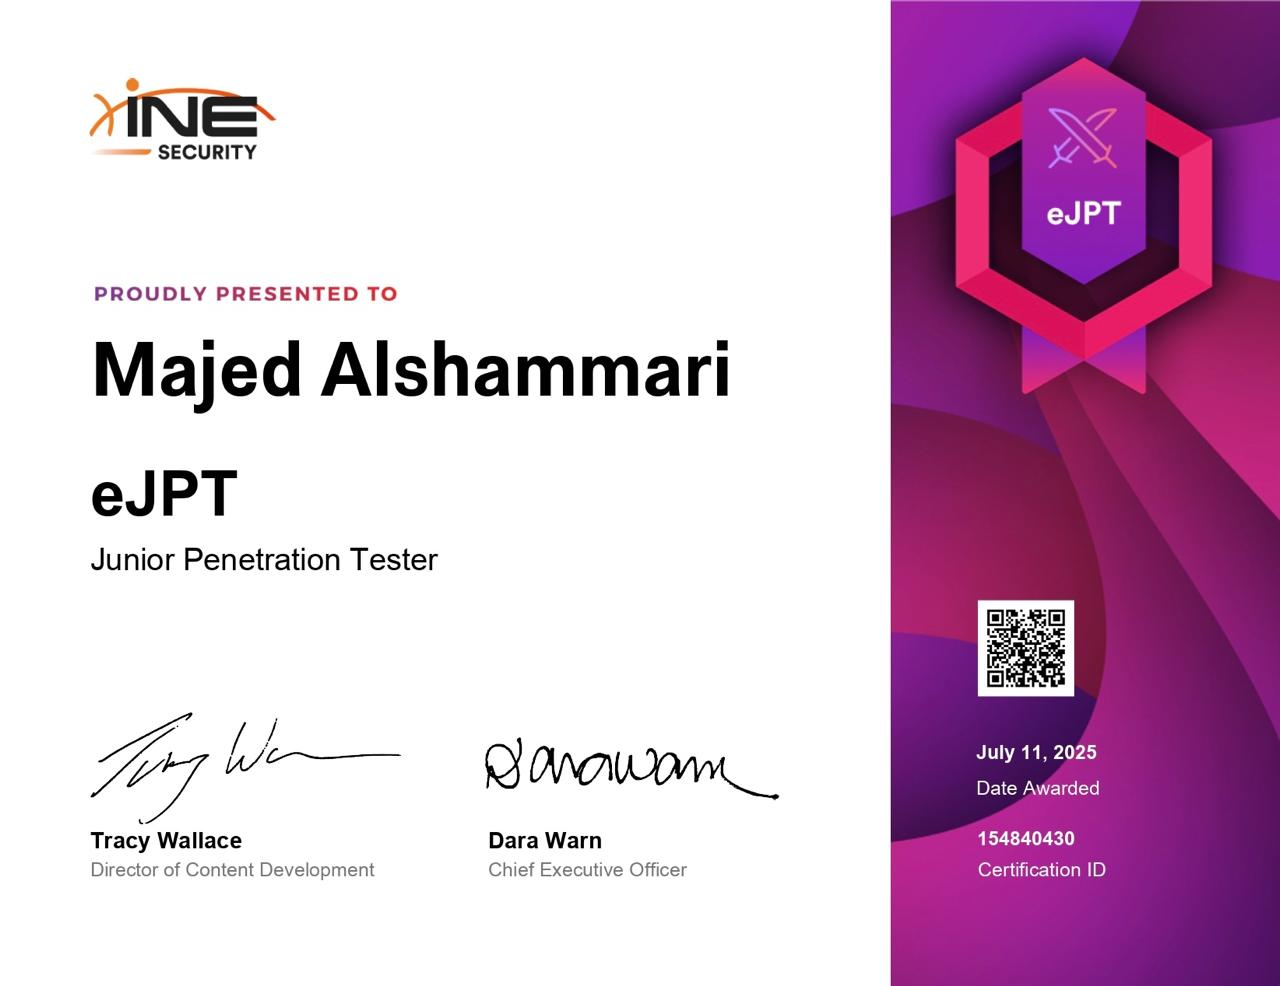 INE
SECURITY
PROUDLY PRESENTED TO
Majed Alshammari
eJPT
Junior Penetration Tester
Tracy Wallace
Director of Content Development
Dara Warn
Chief Executive Officer
eJPT
July 11, 2025
Date Awarded
154840430
Certification ID